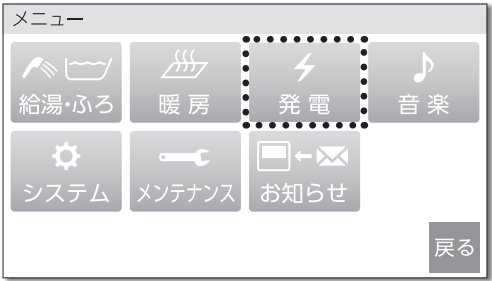 メニュー
給湯・ふろ
暖房
発電
音楽
システム
メンテナンス
お知らせ
戻る